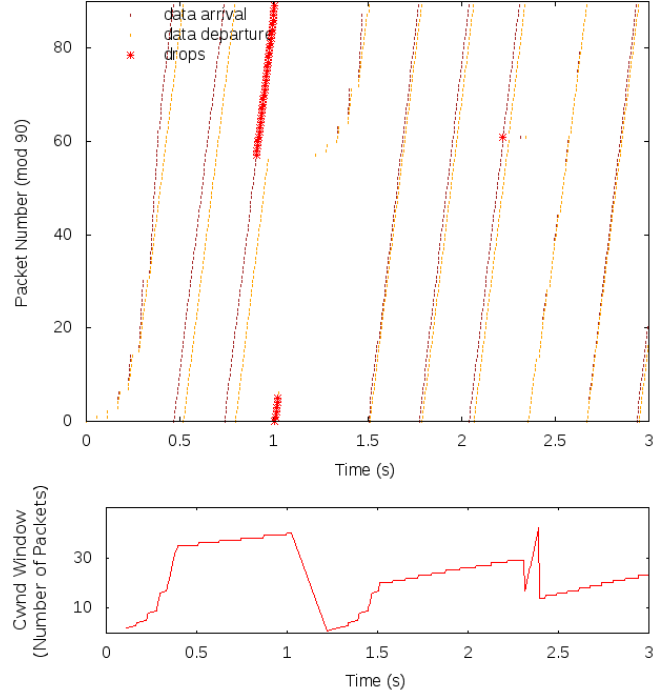 data arrival
data departure
drops
80
60
40
20
0
Packet Number (mod 90)
0 0.5 1 1.5 2 2.5 3
Time (s)
30
10
Cwnd Window
(Number of Packets)
0 0.5 1 1.5 2 2.5 3
Time (s)